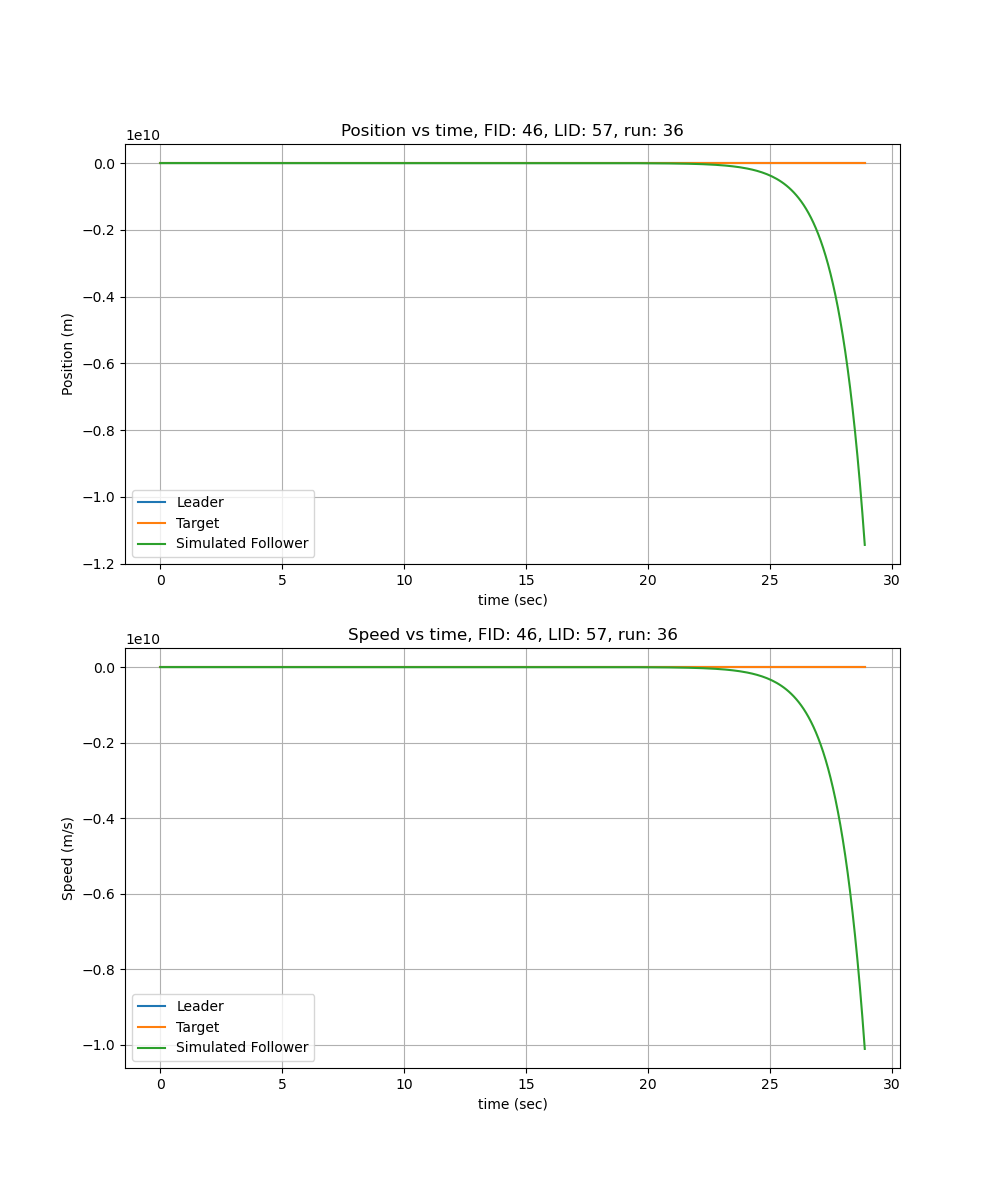 Position vs time, FID: 46, LID: 57, run: 36
1e10
0.0
−0.2
−0.4
−0.6
−0.8
−1.0
−1.2
Position (m)
Leader
Target
Simulated Follower
0 5 10 15 20 25 30
time (sec)
Speed vs time, FID: 46, LID: 57, run: 36
1e10
0.0
−0.2
−0.4
−0.6
−0.8
−1.0
Speed (m/s)
Leader
Target
Simulated Follower
0 5 10 15 20 25 30
time (sec)